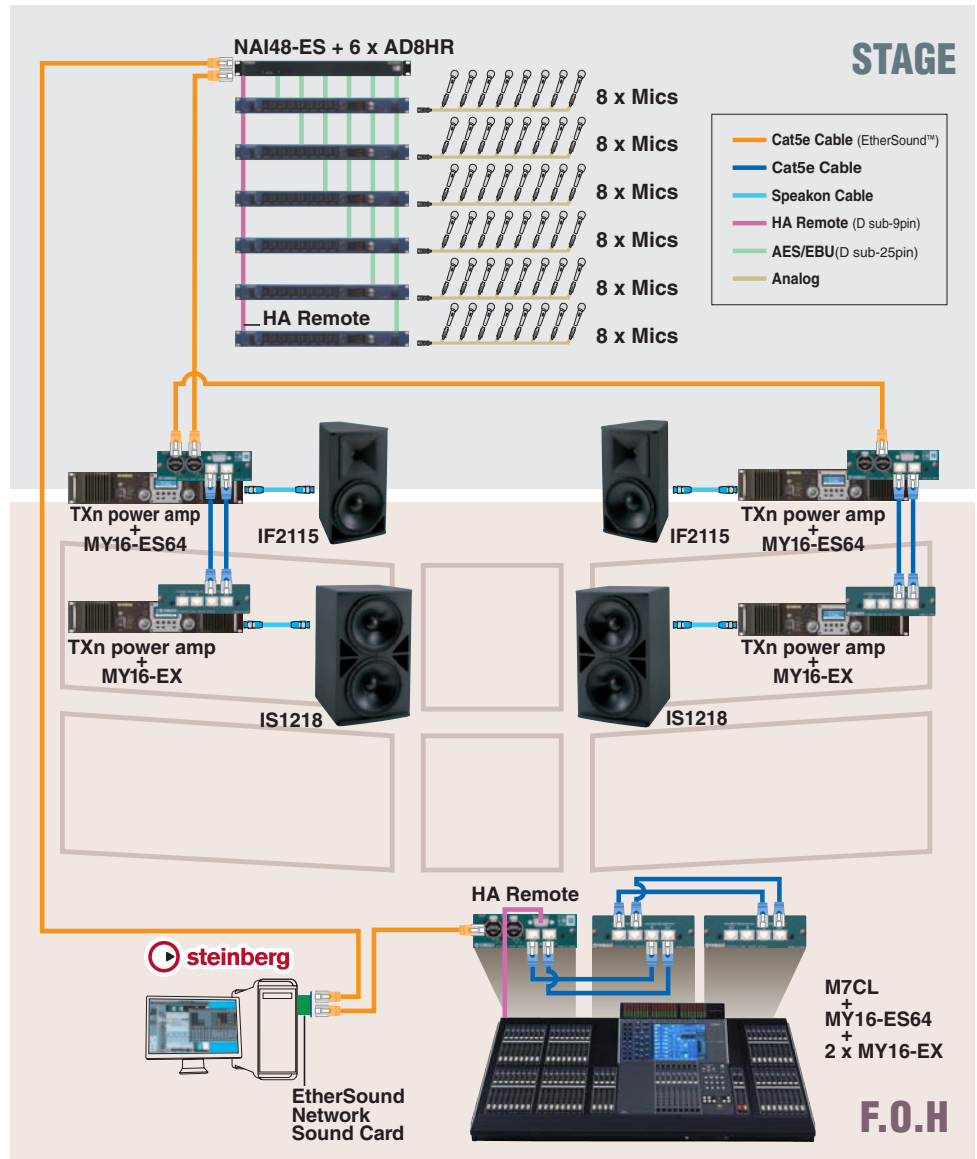 NAI48-ES + 6 x AD8HR
STAGE
8 x Mics
8 x Mics
8 x Mics
8 x Mics
8 x Mics
8 x Mics
HA Remote
Cat5e Cable (EtherSound™)
Cat5e Cable
Speakon Cable
HA Remote (D sub-9pin)
AES/EBU(D sub-25pin)
Analog
TXn power amp
+
MY16-ES64
IF2115
IF2115
TXn power amp
+
MY16-ES64
TXn power amp
+
MY16-EX
IS1218
IS1218
TXn power amp
+
MY16-EX
HA Remote
steinberg
EtherSound
Network
Sound Card
M7CL
+
MY16-ES64
+
2 x MY16-EX
F.O.H